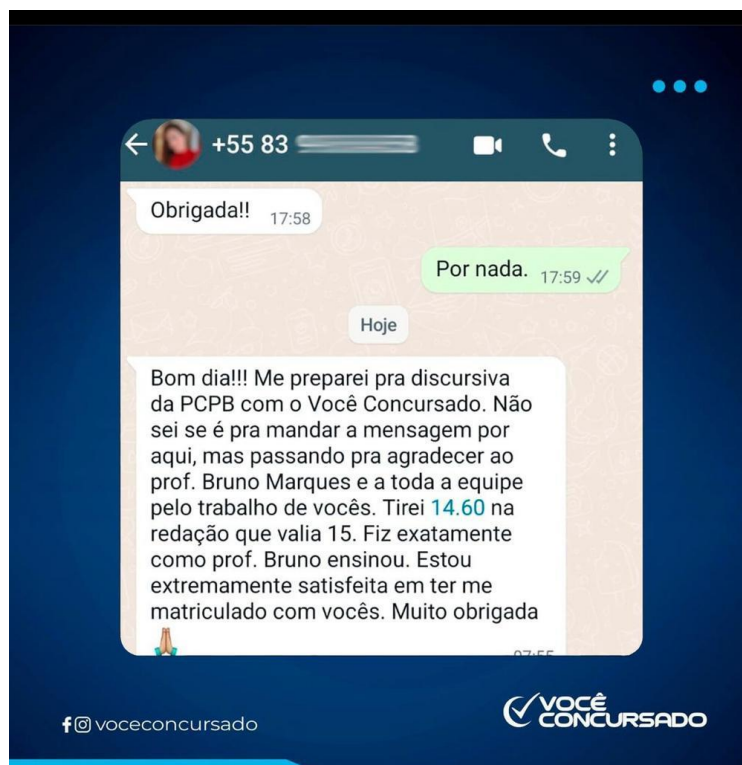 +55 83
Obrigada!! 17:58
Por nada. 17:59
Hoje
Bom dia!!! Me preparei pra discursiva
da PCPB com o Você Concursado. Não
sei se é pra mandar a mensagem por
aqui, mas passando pra agradecer ao
prof. Bruno Marques e a toda a equipe
pelo trabalho de vocês. Tirei 14.60 na
redação que valia 15. Fiz exatamente
como prof. Bruno ensinou. Estou
extremamente satisfeita em ter me
matriculado com vocês. Muito obrigada
voceconcursado
VOCÊ
CONCURSADO